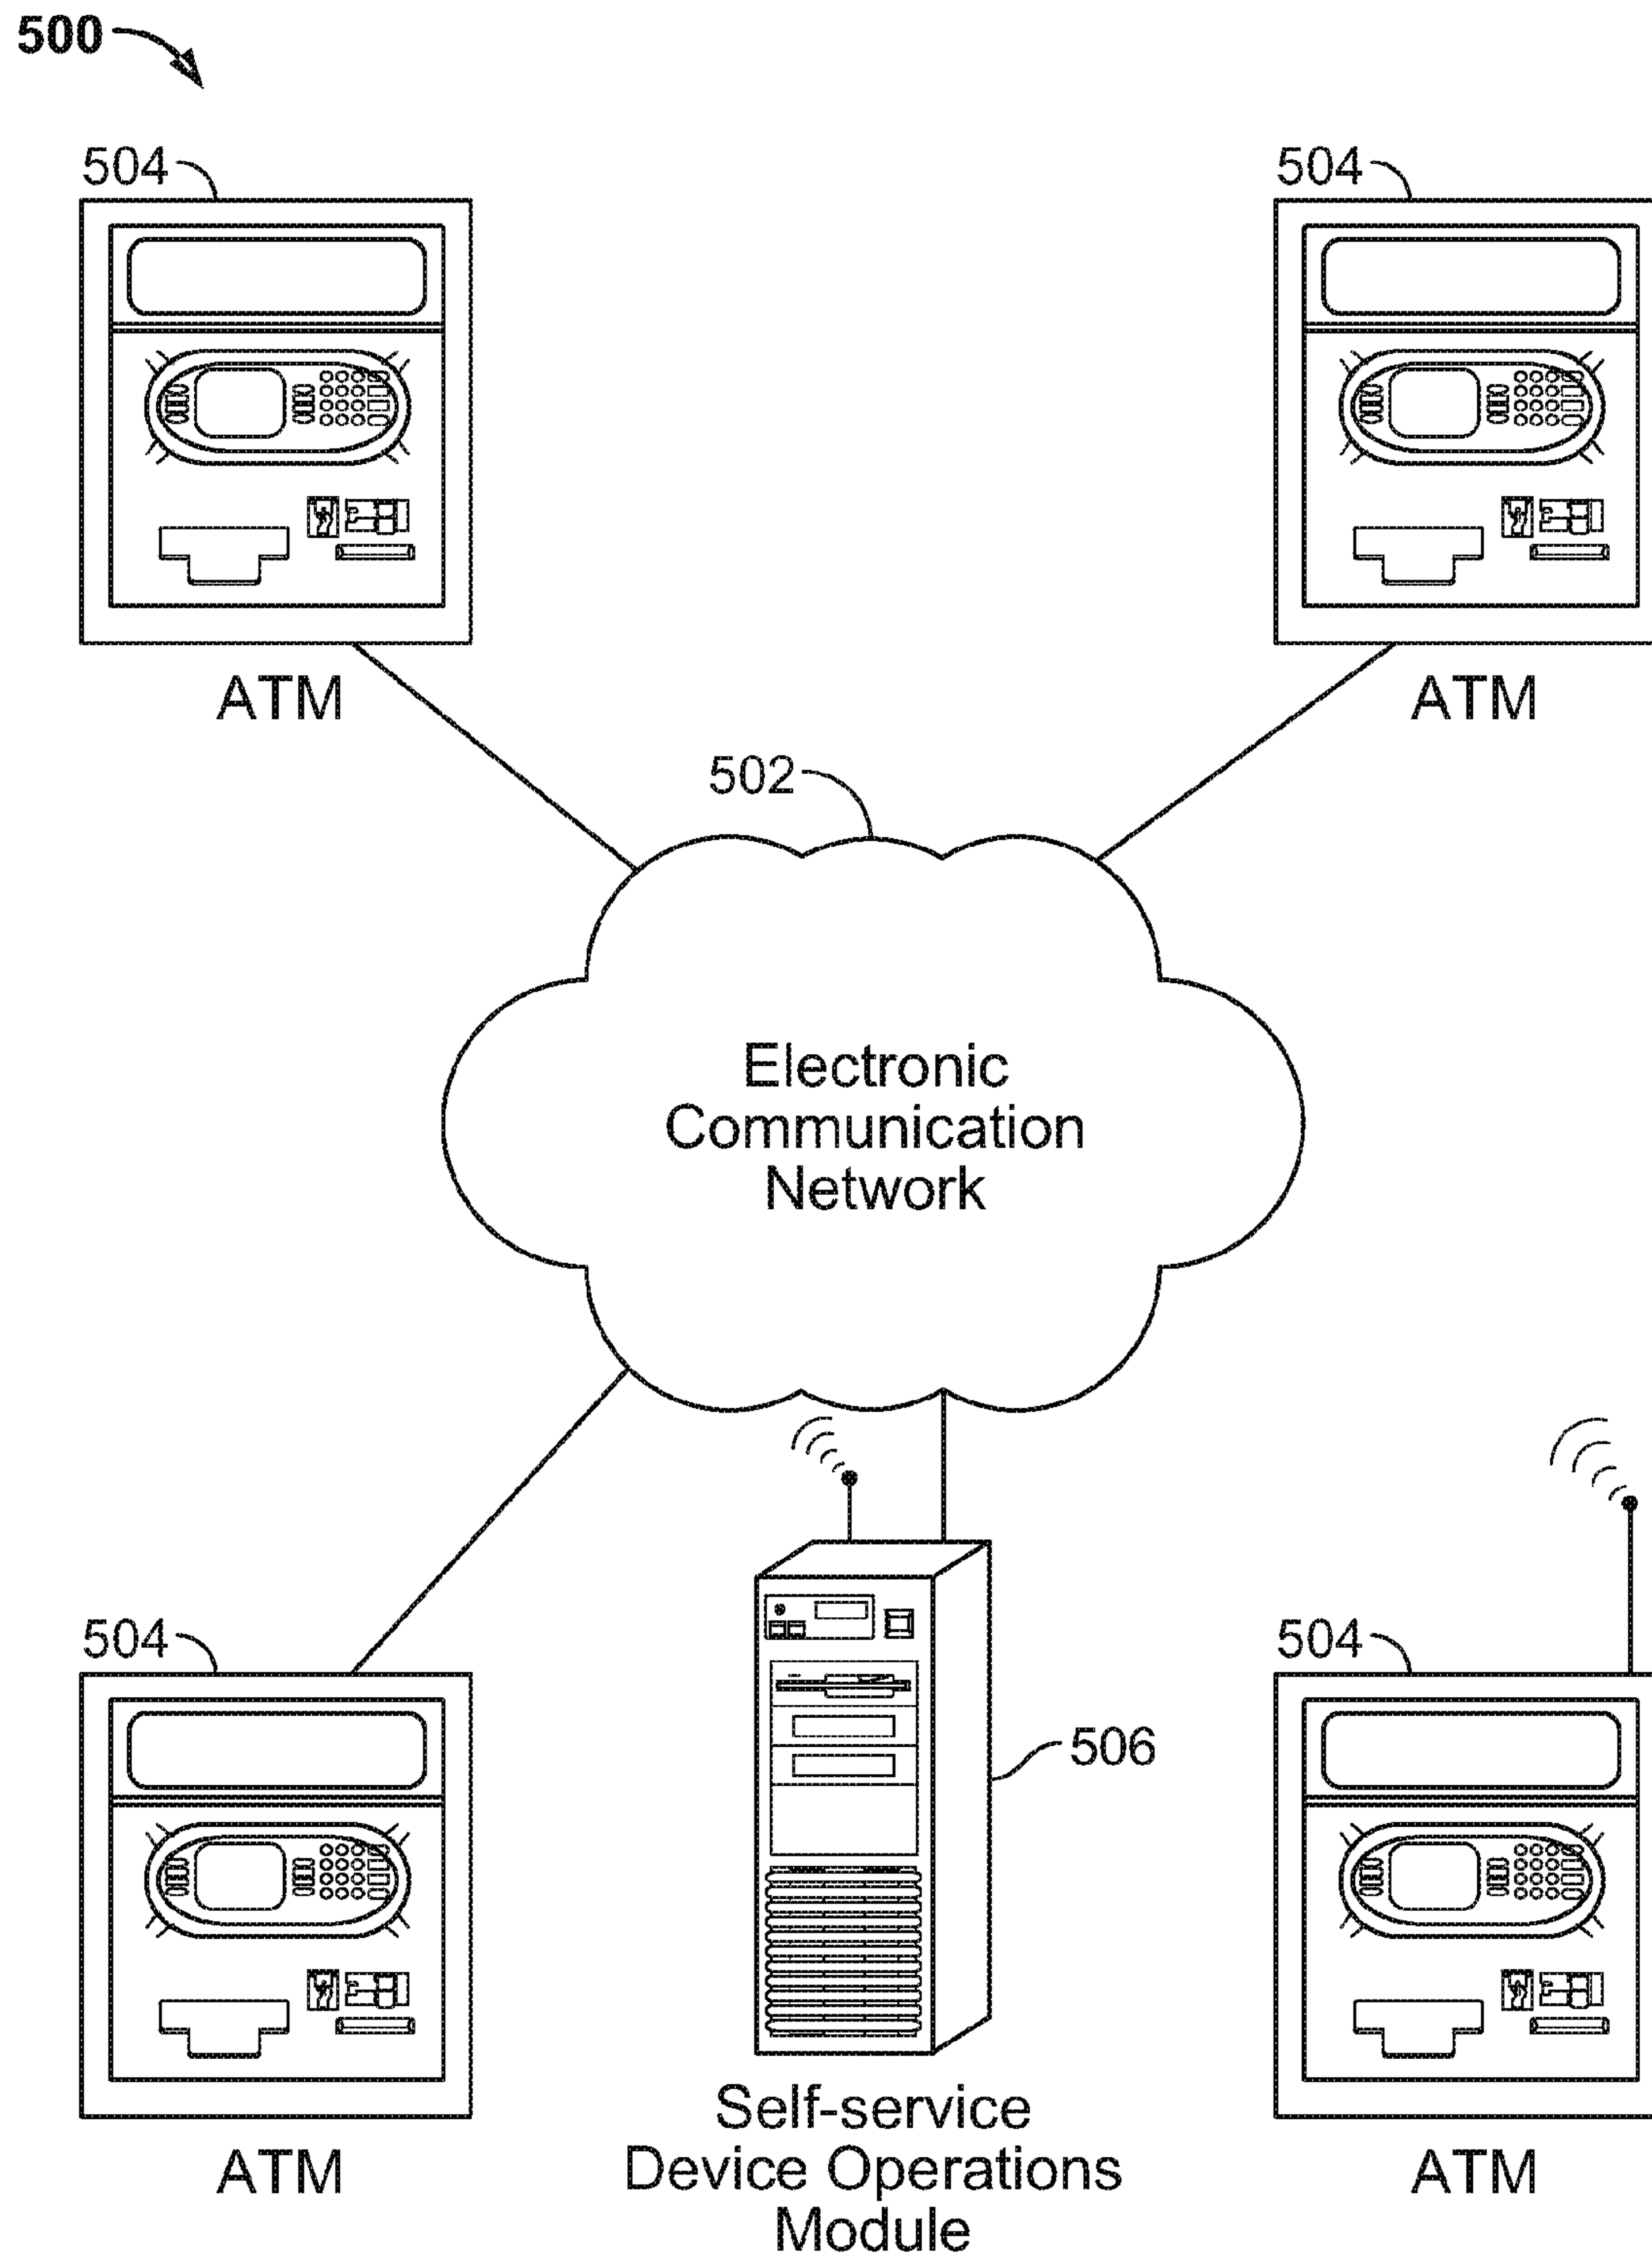 500
504
504
ATM
ATM
502
Electronic
Communication
Network
504
504
506
ATM
Self-service
Device Operations
Module
ATM